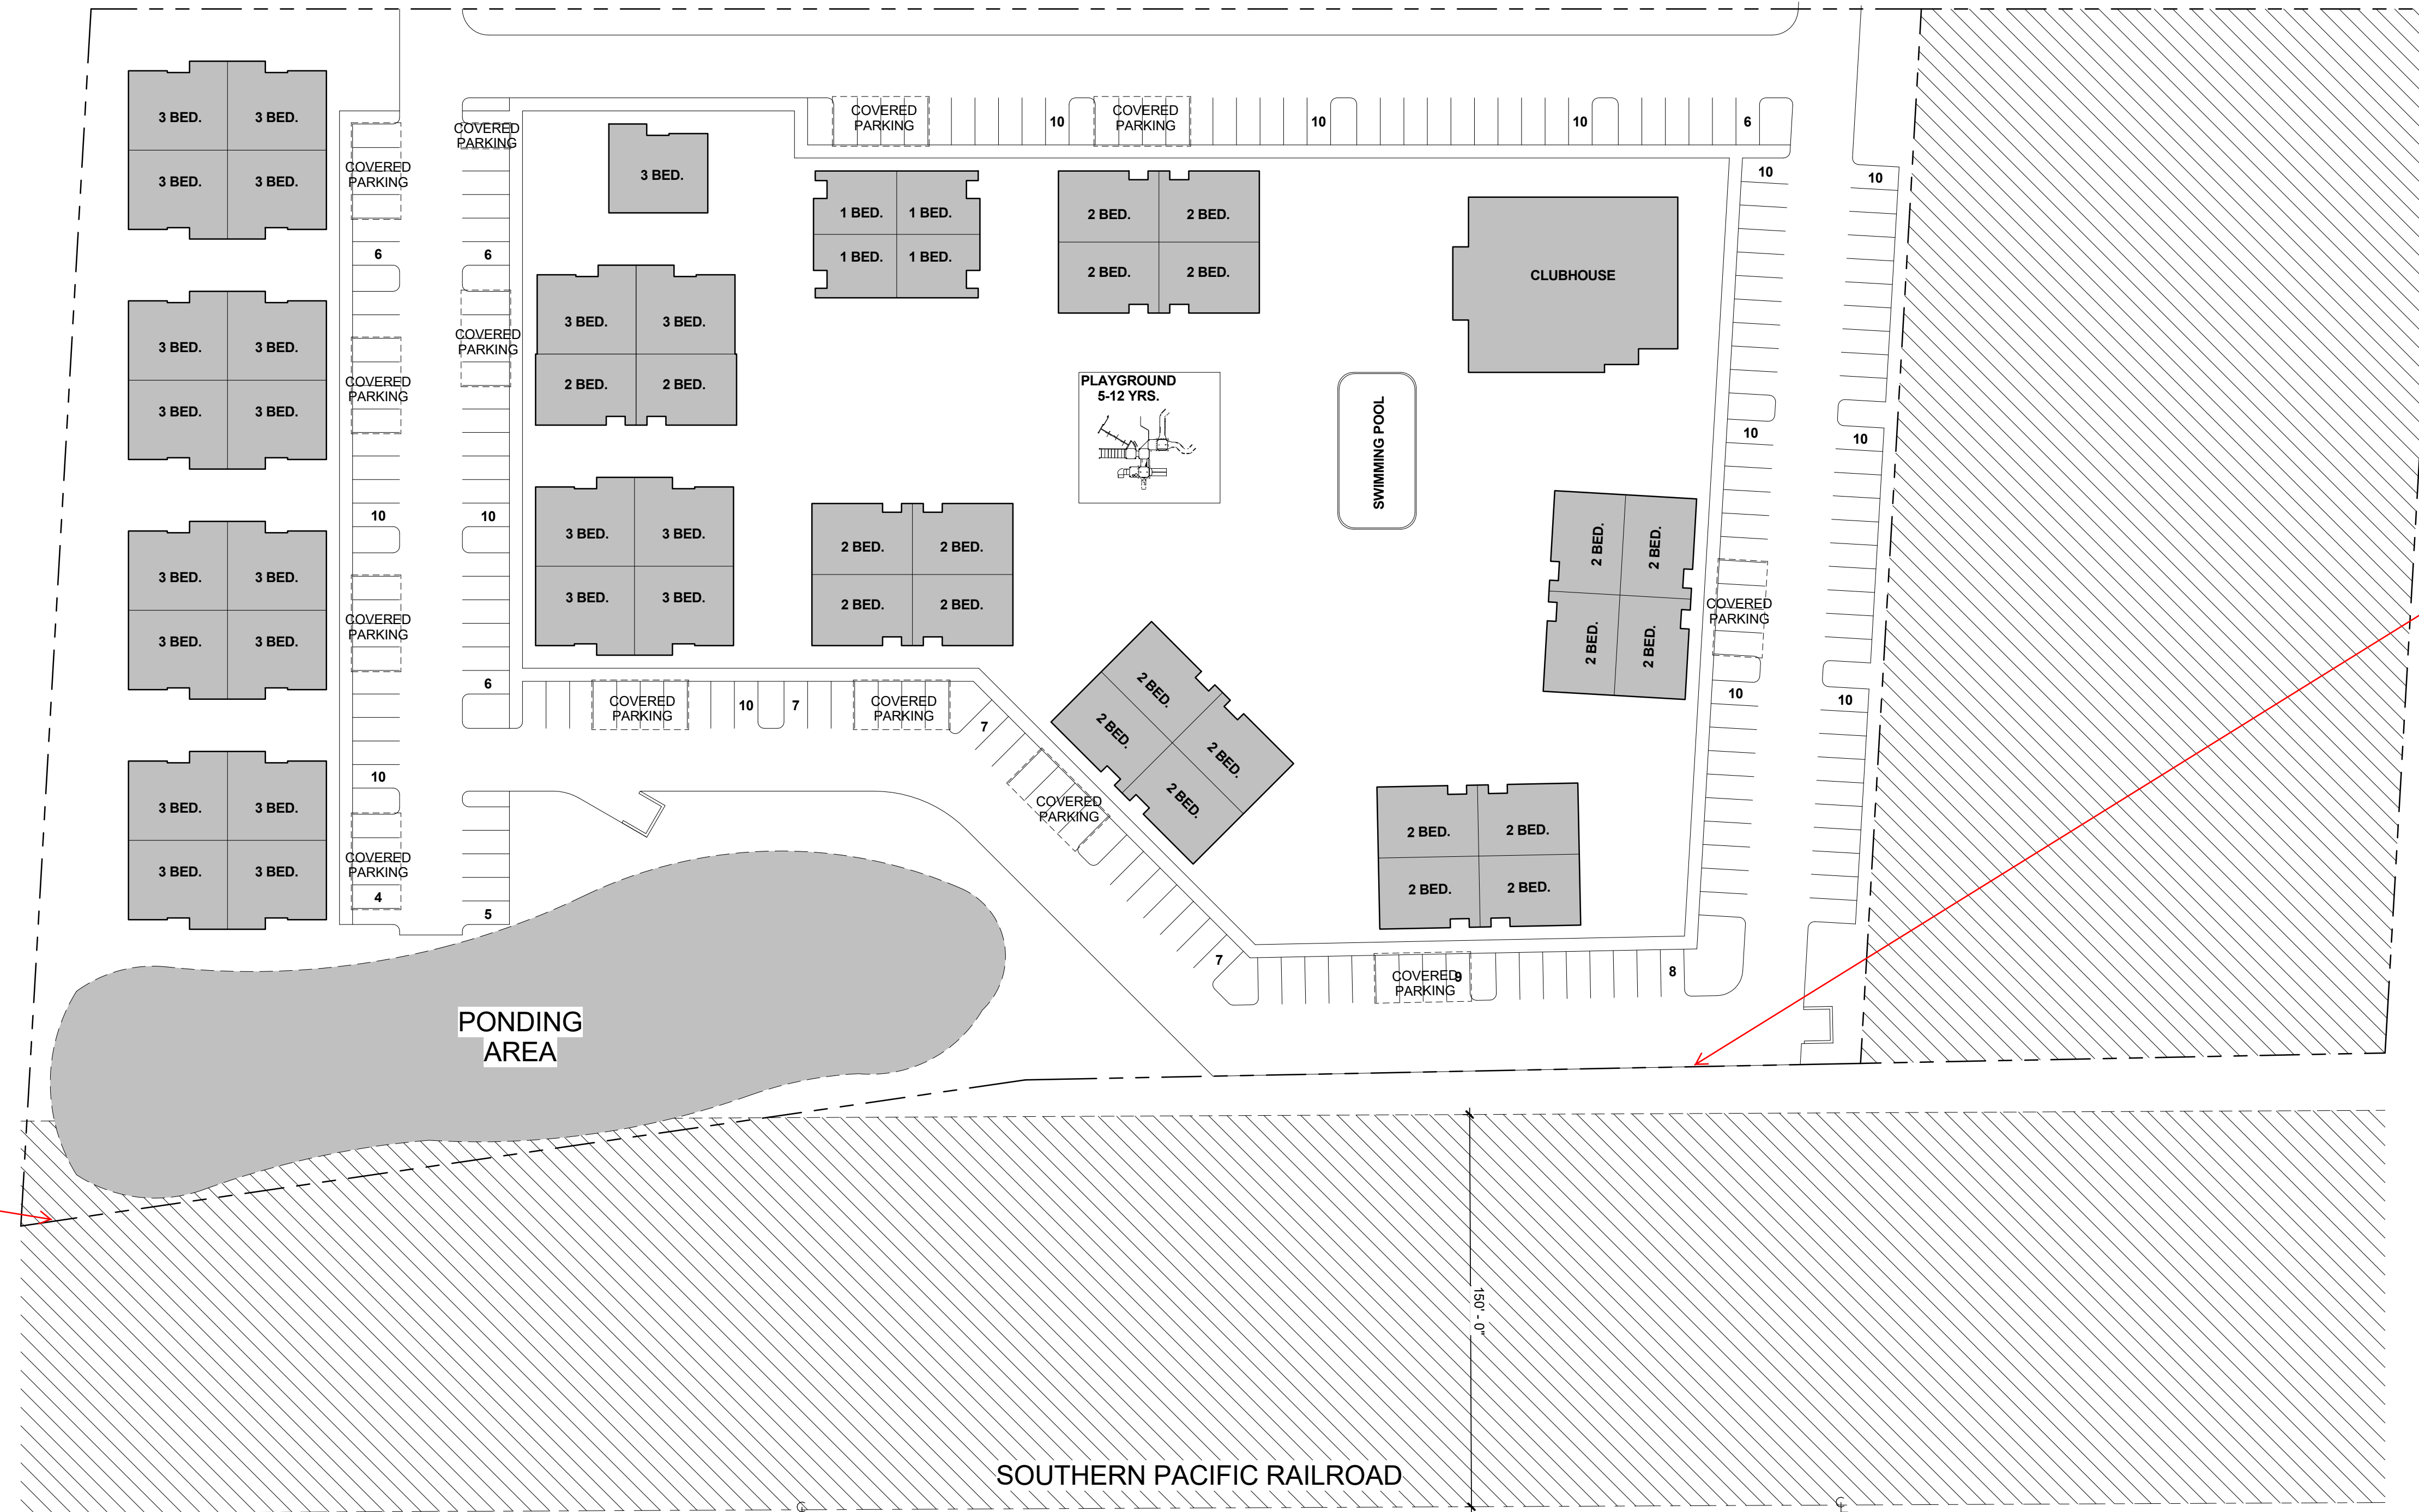 3 BED. 3 BED.
3 BED. 3 BED.
3 BED. 3 BED.
3 BED. 3 BED.
3 BED. 3 BED.
3 BED. 3 BED.
3 BED. 3 BED.
3 BED. 3 BED.
COVERED
PARKING
6
COVERED
PARKING
10
COVERED
PARKING
10
COVERED
PARKING
4
COVERED
PARKING
6
COVERED
PARKING
10
6
5
3 BED.
3 BED. 3 BED.
2 BED. 2 BED.
3 BED. 3 BED.
3 BED. 3 BED.
COVERED
PARKING
10
COVERED
PARKING
10
10
6
1 BED. 1 BED.
1 BED. 1 BED.
2 BED. 2 BED.
2 BED. 2 BED.
CLUBHOUSE
PLAYGROUND
5-12 YRS.
SWIMMING POOL
2 BED. 2 BED.
2 BED. 2 BED.
2 BED. 2 BED.
2 BED. 2 BED.
2 BED. 2 BED.
2 BED. 2 BED.
2 BED. 2 BED.
2 BED. 2 BED.
10
10
10
10
COVERED
PARKING
10
10
COVERED
PARKING
10
7
COVERED
PARKING
7
COVERED
PARKING
7
COVERED
PARKING
9
8
PONDING
AREA
150' - 0"
SOUTHERN PACIFIC RAILROAD